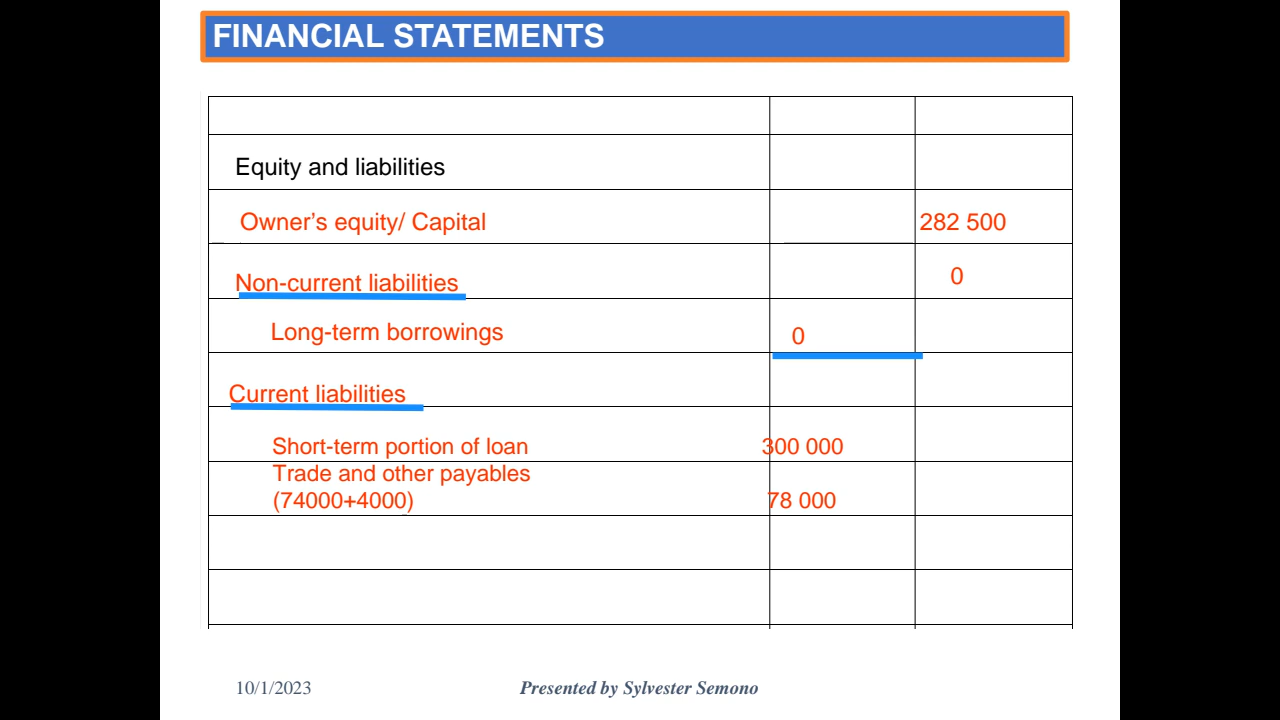 FINANCIAL STATEMENTS
Equity and liabilities
Owner’s equity/ Capital 282 500
Non-current liabilities 0
Long-term borrowings 0
Current liabilities
Short-term portion of loan 300 000
Trade and other payables
(74000+4000) 78 000
10/1/2023 Presented by Sylvester Semono